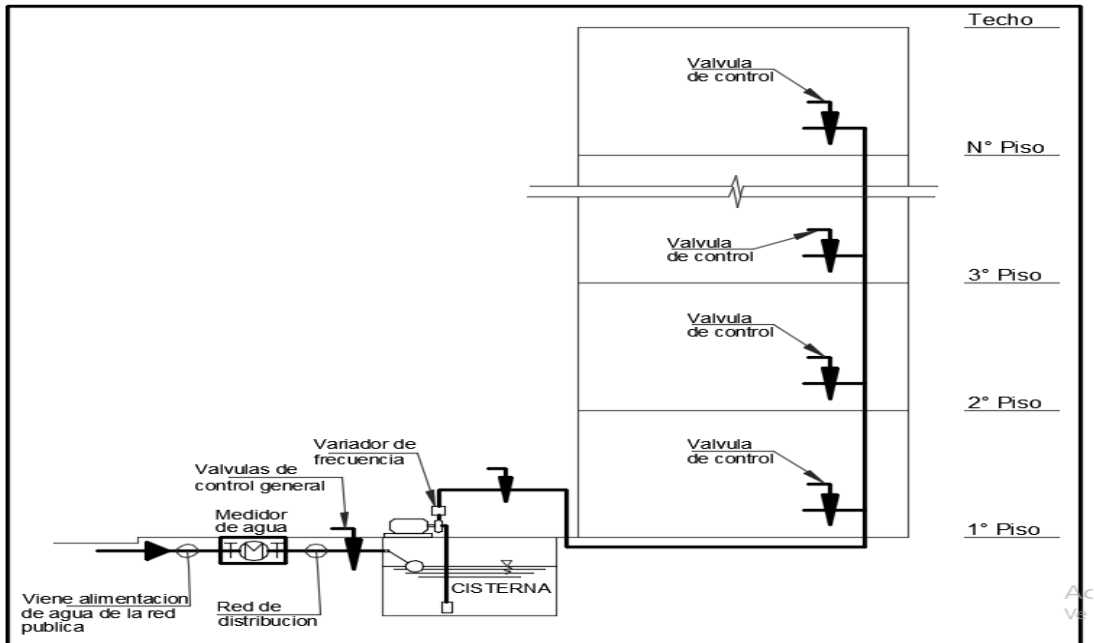 Techo
Valvula
de control
N° Piso
Valvula
de control
3° Piso
Valvula
de control
2° Piso
Valvula
de control
1° Piso
Variador de
frecuencia
Valvulas de
control general
Medidor
de agua
T M T
CISTERNA
Viene alimentacion
de agua de la red
publica
Red de
distribucion